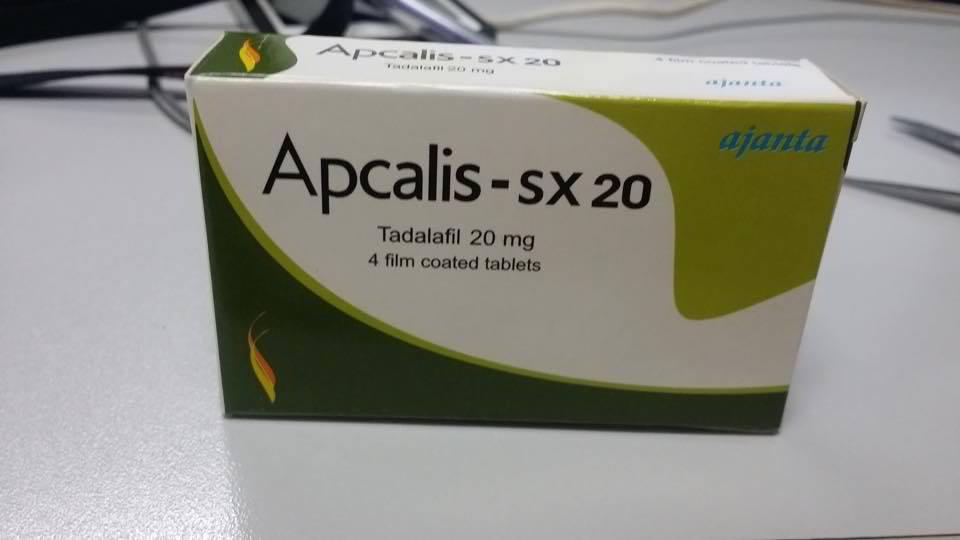 Apcalis-SX 20
Tadalafil 20 mg
4 film coated tablets
ajanta
ajanta
Apcalis-SX 20
Tadalafil 20 mg
4 film coated tablets